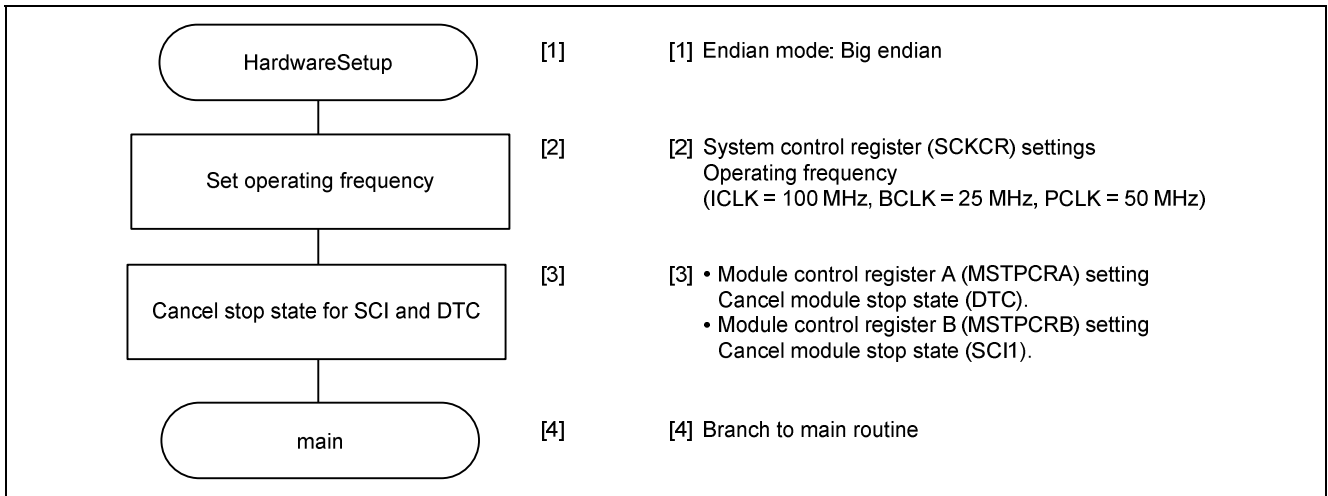 HardwareSetup [1] [1] Endian mode: Big endian
Set operating frequency [2] [2] System control register (SCKCR) settings
Operating frequency
(ICLK = 100 MHz, BCLK = 25 MHz, PCLK = 50 MHz)
Cancel stop state for SCI and DTC [3] [3] • Module control register A (MSTPCRA) setting
Cancel module stop state (DTC).
• Module control register B (MSTPCRB) setting
Cancel module stop state (SCI1).
main [4] [4] Branch to main routine